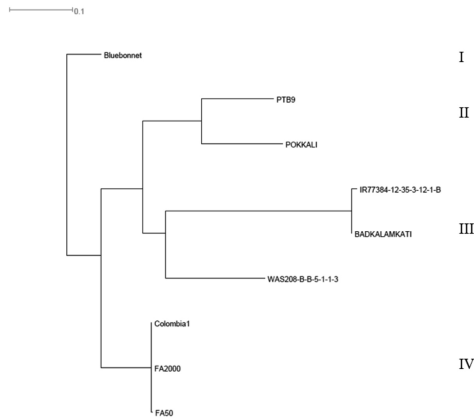 0.1
Bluebonnet
I
PTB9
II
POKKALI
IR77384-12-35-3-12-1-B
III
BADKALAMKATI
WAS208-B-B-5-1-1-3
Colombia1
FA2000
IV
FA50